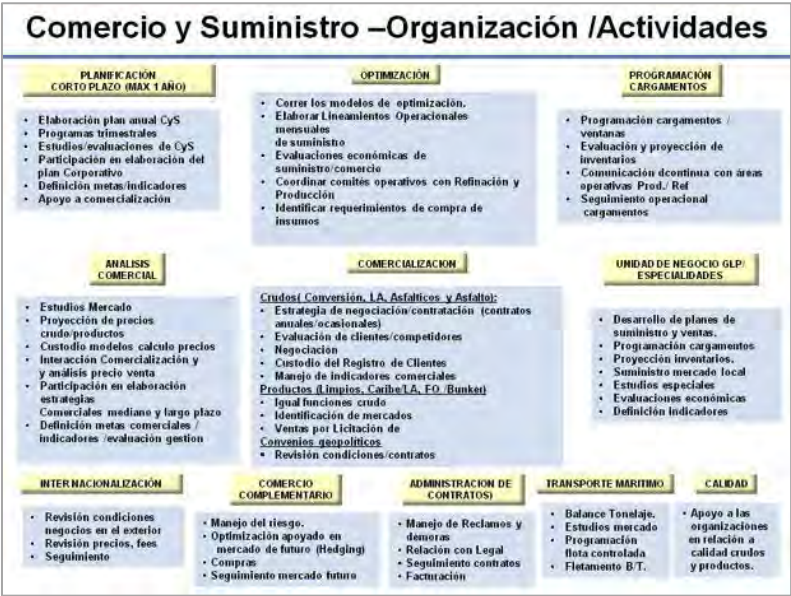 Comercio y Suministro –Organización /Actividades
PLANIFICACIÓN
CORTO PLAZO (MAX 1 AÑO)
• Elaboración plan anual CyS
• Programas trimestrales
• Estudios/evaluaciones de CyS
• Participación en elaboración del
plan Corporativo
• Definición metas/indicadores
• Apoyo a comercialización
OPTIMIZACIÓN
• Correr los modelos de optimización.
• Elaborar Lineamientos Operacionales
mensuales
de suministro
• Evaluaciones económicas de
suministro/comercio
• Coordinar comités operativos con Refinación y
Producción
• Identificar requerimientos de compra de
insumos
PROGRAMACIÓN
CARGAMENTOS
• Programación cargamentos /
ventanas
• Evaluación y proyección de
inventarios
• Comunicación dcontinua con áreas
operativas Prod./ Ref
• Seguimiento operacional
cargamentos
ANALISIS
COMERCIAL
• Estudios Mercado
• Proyección de precios
crudo/productos
• Custodio modelos calculo precios
• Interacción Comercialización y
y análisis precio venta
• Participación en elaboración
estrategias
Comerciales mediano y largo plazo
• Definición metas comerciales /
indicadores /evaluación gestion
COMERCIALIZACION
Crudos( Conversión, LA, Asfálticos y Asfalto):
• Estrategia de negociación/contratación (contratos
anuales/ocasionales)
• Evaluación de clientes/competidores
• Negociación
• Custodio del Registro de Clientes
• Manejo de indicadores comerciales
Productos (Limpios, Caribe/LA, FO /Bunker)
• Igual funciones crudo
• Identificación de mercados
• Ventas por Licitación de
Convenios geopolíticos
• Revisión condiciones/contratos
UNIDAD DE NEGOCIO GLP/
ESPECIALIDADES
• Desarrollo de planes de
suministro y ventas.
• Programación cargamentos
• Proyección inventarios.
• Suministro mercado local
• Estudios especiales
• Evaluaciones económicas
• Definición indicadores
INTERNACIONALIZACIÓN
• Revisión condiciones
negocios en el exterior
• Revisión precios, fees
• Seguimiento
COMERCIO
COMPLEMENTARIO
• Manejo del riesgo.
• Optimización apoyado en
mercado de futuro (Hedging)
• Compras
• Seguimiento mercado futuro
ADMINISTRACION DE
CONTRATOS)
• Manejo de Reclamos y
demoras
• Relación con Legal
• Seguimiento contratos
• Facturación
TRANSPORTE MARITIMO
• Balance Tonelaje.
• Estudios mercado
• Programación
flota controlada
• Fletamento B/T.
CALIDAD
• Apoyo a las
organizaciones
en relación a
calidad crudos
y productos.